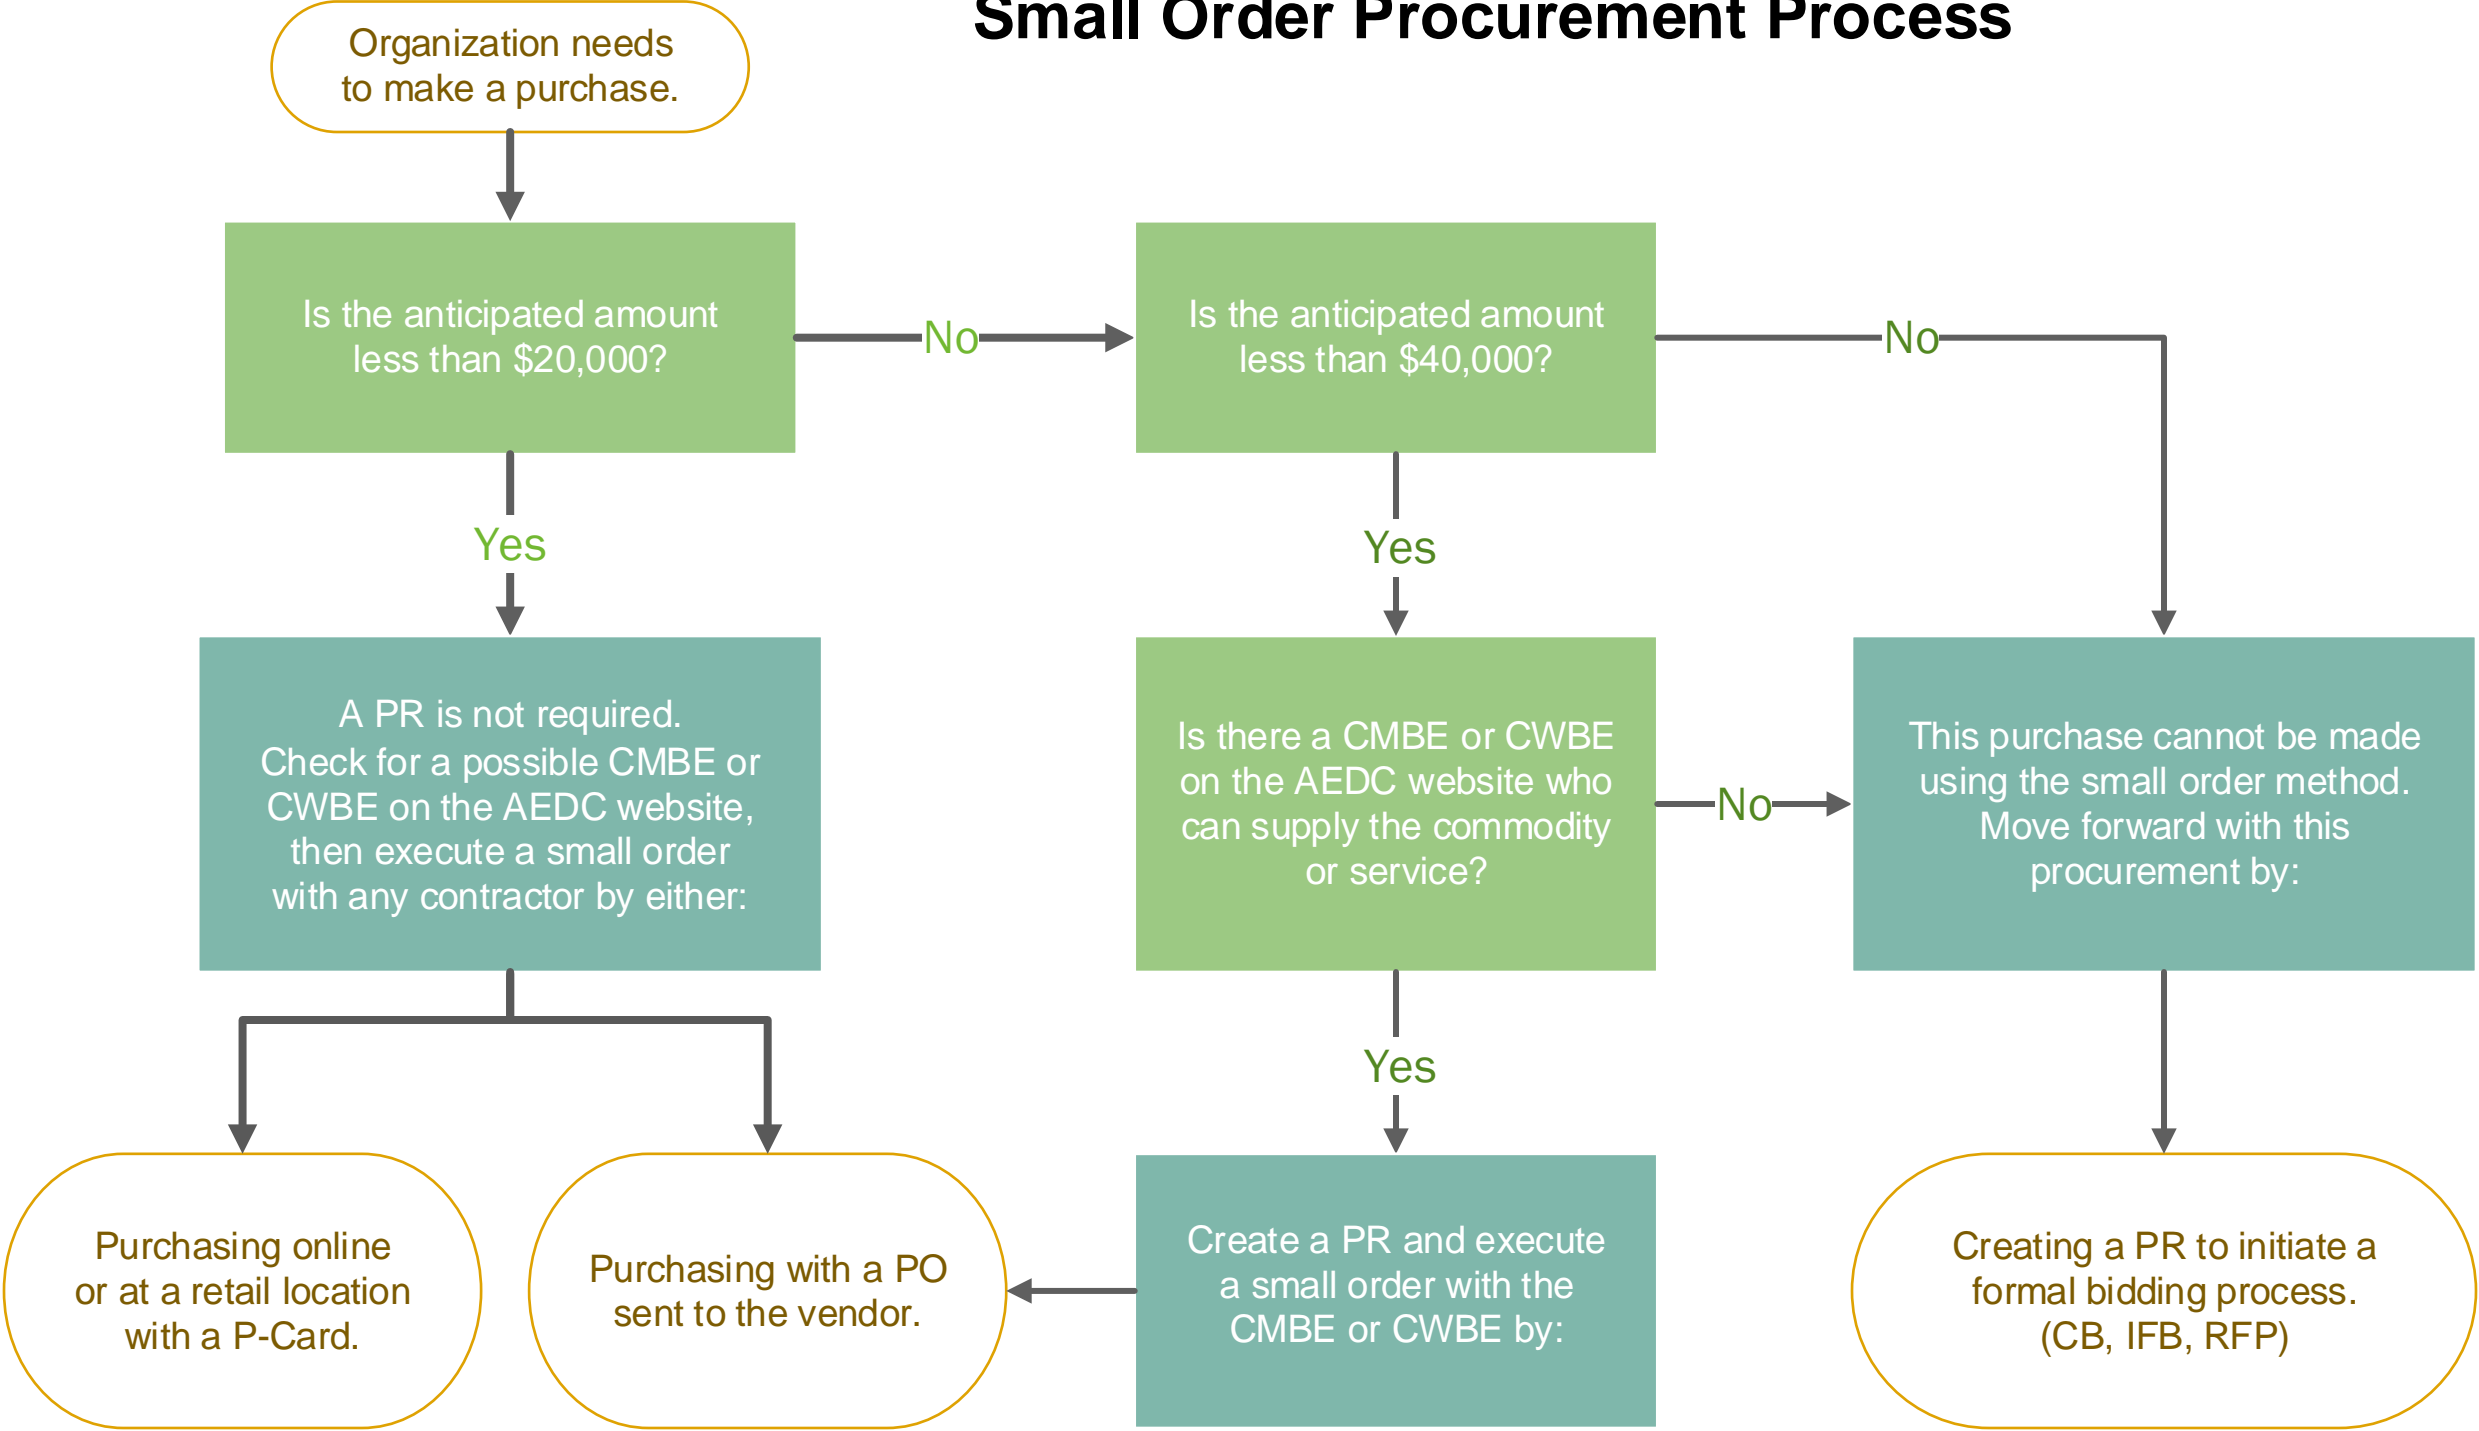 Small Order Procurement Process
Organization needs
to make a purchase.
Is the anticipated amount
less than $20,000?
No
Is the anticipated amount
less than $40,000?
No
Yes
Yes
A PR is not required.
Check for a possible CMBE or
CWBE on the AEDC website,
then execute a small order
with any contractor by either:
Is there a CMBE or CWBE
on the AEDC website who
can supply the commodity
or service?
No
This purchase cannot be made
using the small order method.
Move forward with this
procurement by:
Yes
Purchasing online
or at a retail location
with a P-Card.
Purchasing with a PO
sent to the vendor.
Create a PR and execute
a small order with the
CMBE or CWBE by:
Creating a PR to initiate a
formal bidding process.
(CB, IFB, RFP)